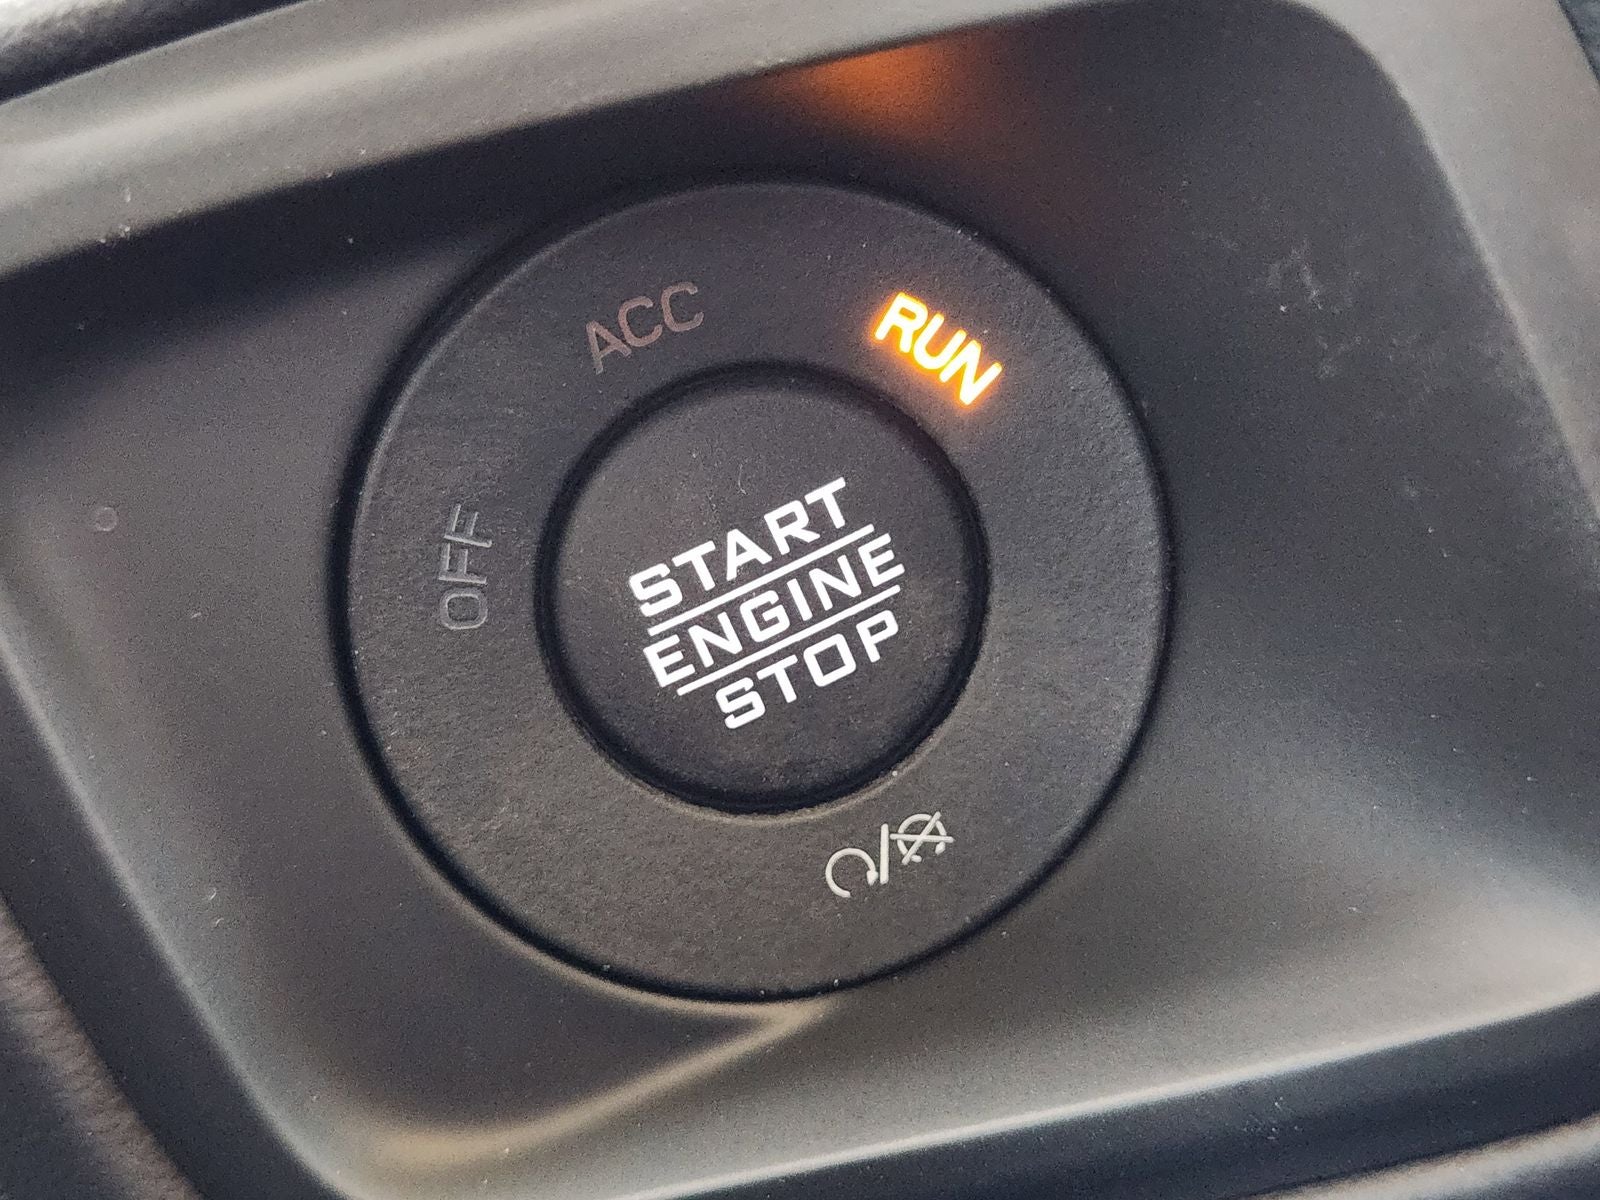 ACC
RUN
OFF
START
ENGINE
STOP